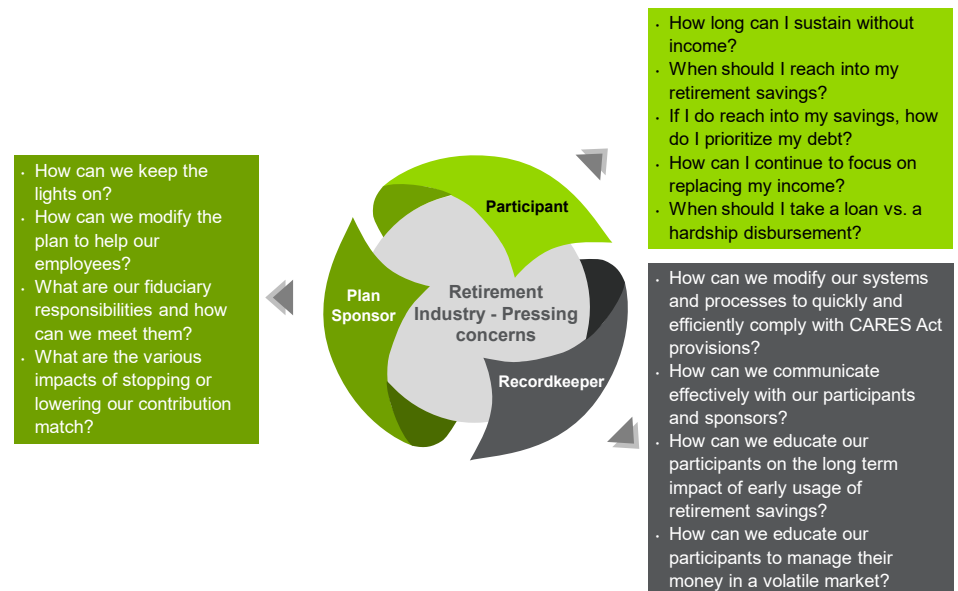 · How long can I sustain without
income?
· When should I reach into my
retirement savings?
· If I do reach into my savings, how
do I prioritize my debt?
· How can I continue to focus on
replacing my income?
· When should I take a loan vs. a
hardship disbursement?
· How can we keep the
lights on?
· How can we modify the
plan to help our
employees?
· What are our fiduciary
responsibilities and how
can we meet them?
· What are the various
impacts of stopping or
lowering our contribution
match?
Participant
Plan
Sponsor
Retirement
Industry - Pressing
concerns
Recordkeeper
· How can we modify our systems
and processes to quickly and
efficiently comply with CARES Act
provisions?
· How can we communicate
effectively with our participants
and sponsors?
· How can we educate our
participants on the long term
impact of early usage of
retirement savings?
· How can we educate our
participants to manage their
money in a volatile market?